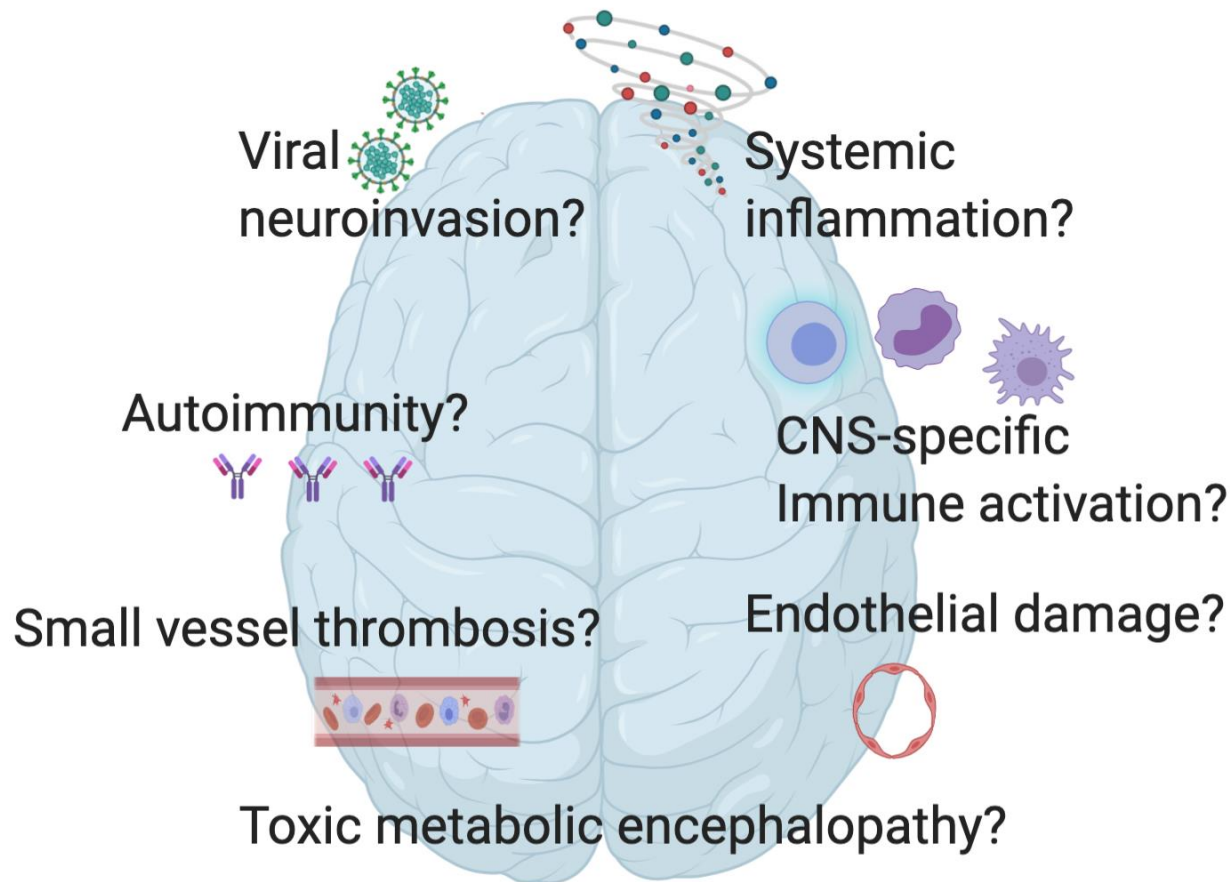 Viral
neuroinvasion?
Systemic
inflammation?
Autoimmunity?
CNS-specific
Immune activation?
Small vessel thrombosis?
Endothelial damage?
Toxic metabolic encephalopathy?